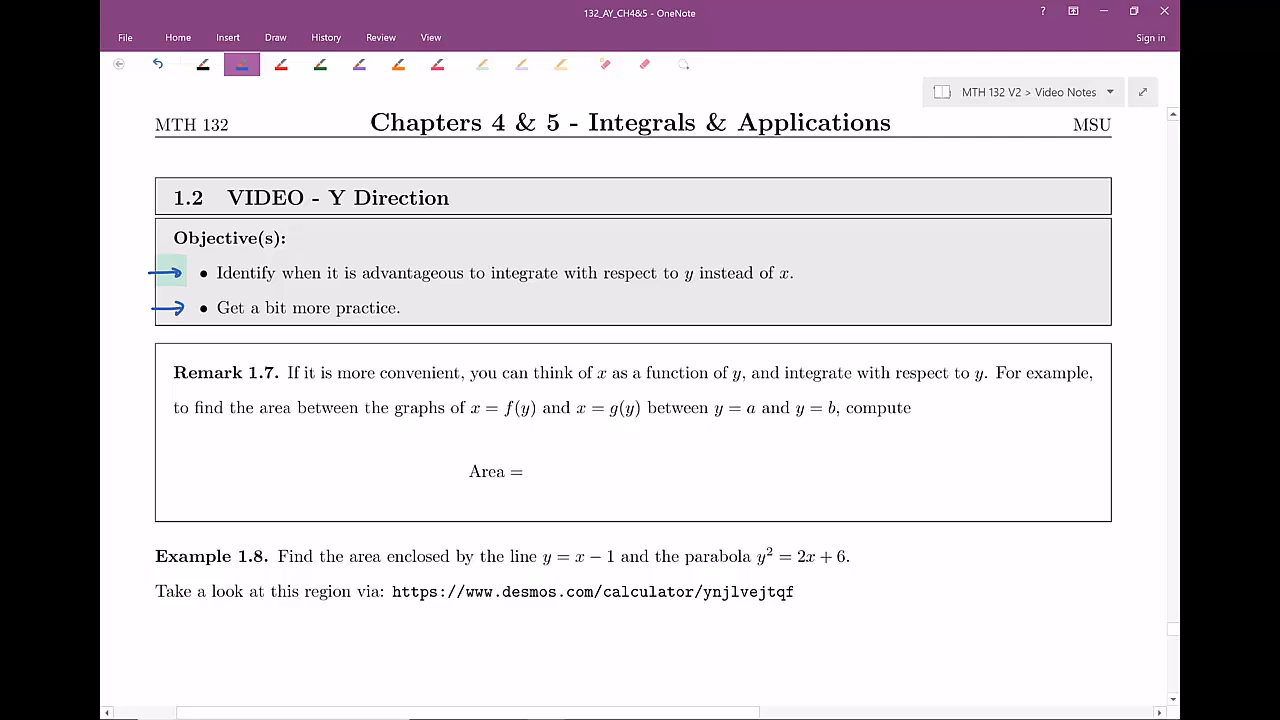 132_AY_CH4&5 - OneNote
?
File Home Insert Draw History Review View Sign in
MTH 132 V2 > Video Notes
MTH 132 Chapters 4 & 5 - Integrals & Applications MSU
1.2 VIDEO - Y Direction
Objective(s):
• Identify when it is advantageous to integrate with respect to y instead of x.
• Get a bit more practice.
Remark 1.7. If it is more convenient, you can think of x as a function of y, and integrate with respect to y. For example,
to find the area between the graphs of x = f(y) and x = g(y) between y = a and y = b, compute
Area =
Example 1.8. Find the area enclosed by the line y = x − 1 and the parabola y² = 2x + 6.
Take a look at this region via: https://www.desmos.com/calculator/ynjlvejtqf